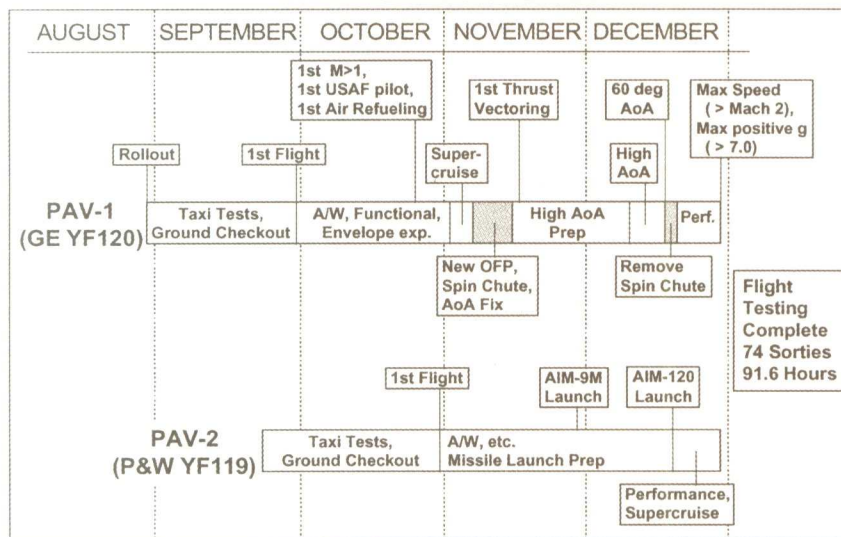 AUGUST SEPTEMBER OCTOBER NOVEMBER DECEMBER
1st M>1,
1st USAF pilot,
1st Air Refueling
1st Thrust
Vectoring
60 deg
AoA
Max Speed
( > Mach 2),
Max positive g
( > 7.0)
Rollout
1st Flight
Super-
cruise
High
AoA
PAV-1
(GE YF120)
Taxi Tests,
Ground Checkout
A/W, Functional,
Envelope exp.
High AoA
Prep
Perf.
New OFP,
Spin Chute,
AoA Fix
Remove
Spin Chute
Flight
Testing
Complete
74 Sorties
91.6 Hours
1st Flight
AIM-9M
Launch
AIM-120
Launch
PAV-2
(P&W YF119)
Taxi Tests,
Ground Checkout
A/W, etc.
Missile Launch Prep
Performance,
Supercruise